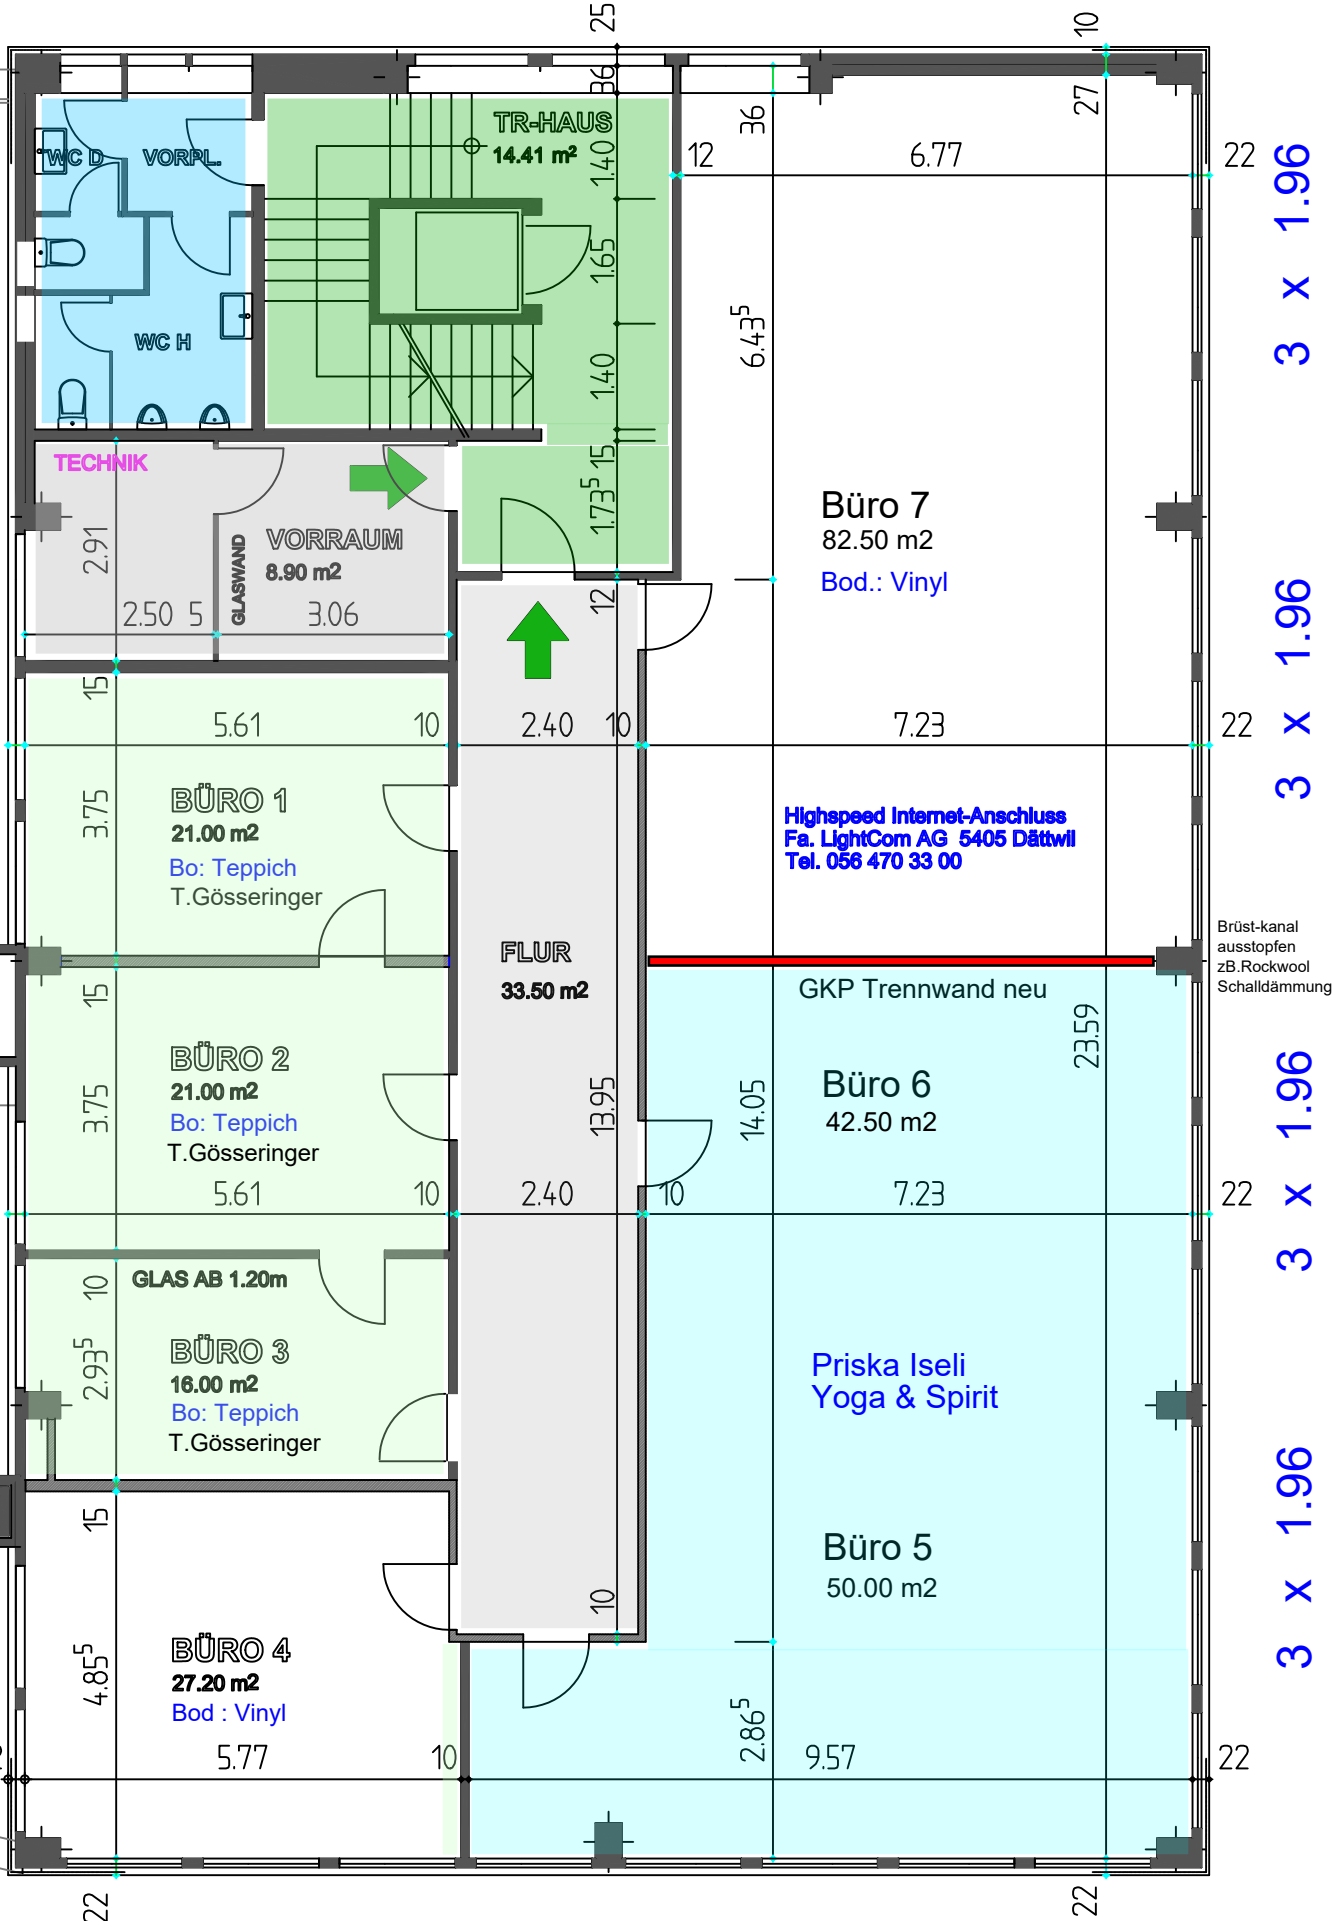 25
10
36
36
27
TR-HAUS
14.41 m²
WC D
VORPL.
1.40
12
6.77
22
3 x 1.96
1.65
6.43⁵
WC H
1.40
TECHNIK
15
1.73⁵
2.91
GLASWAND
VORRAUM
8.90 m2
Büro 7
82.50 m2
Bod.: Vinyl
2.50
5
3.06
12
3 x 1.96
15
5.61
10
2.40
10
7.23
22
3.75
BÜRO 1
21.00 m2
Bo: Teppich
T.Gösseringer
Highspeed Internet-Anschluss
Fa. LightCom AG 5405 Dättwil
Tel. 056 470 33 00
FLUR
33.50 m2
Brüst-kanal
ausstopfen
zB.Rockwool
Schalldämmung
15
GKP Trennwand neu
23.59
BÜRO 2
21.00 m2
Bo: Teppich
T.Gösseringer
3.75
13.95
14.05
Büro 6
42.50 m2
3 x 1.96
5.61
10
2.40
10
7.23
22
10
GLAS AB 1.20m
2.93⁵
BÜRO 3
16.00 m2
Bo: Teppich
T.Gösseringer
Priska Iseli
Yoga & Spirit
15
10
Büro 5
50.00 m2
3 x 1.96
4.85⁵
BÜRO 4
27.20 m2
Bod : Vinyl
2.86⁵
5.77
10
9.57
22
22
22